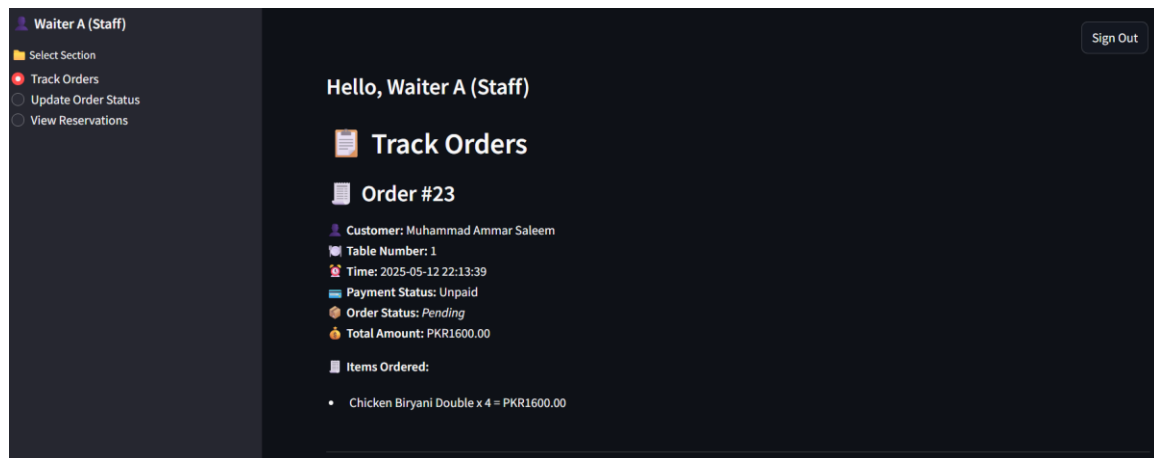 Waiter A (Staff)
Select Section
Track Orders
Update Order Status
View Reservations
Sign Out
Hello, Waiter A (Staff)
Track Orders
Order #23
Customer: Muhammad Ammar Saleem
Table Number: 1
Time: 2025-05-12 22:13:39
Payment Status: Unpaid
Order Status: Pending
Total Amount: PKR1600.00
Items Ordered:
• Chicken Biryani Double x 4 = PKR1600.00